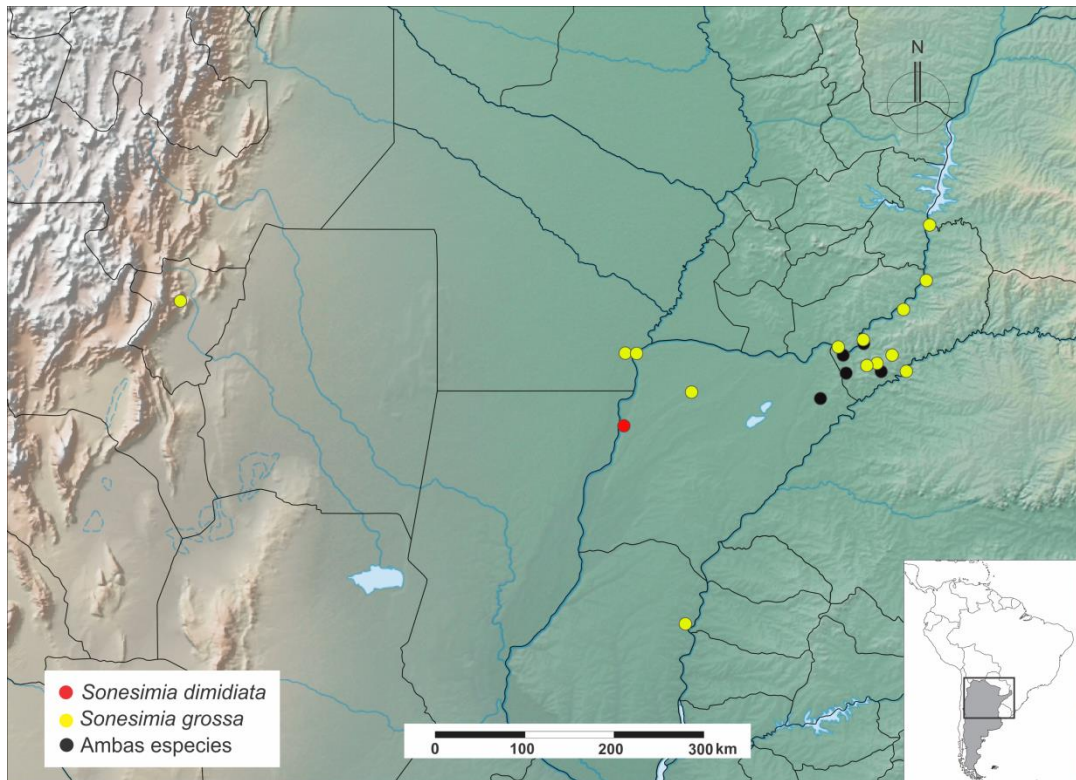 N
Sonesimia dimidiata
Sonesimia grossa
Ambas especies
0 100 200 300 km